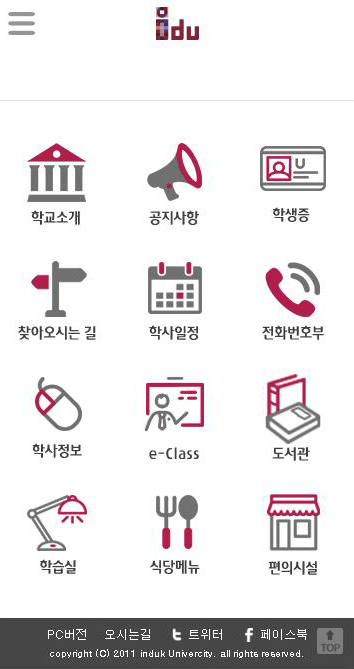 indu
학교소개 공지사항 학생증
찾아오시는 길 학사일정 전화번호부
학사정보 e-Class 도서관
학습실 식당메뉴 편의시설
PC버전 오시는길 트위터 페이스북
TOP
copyright (C) 2011 induk Univercity. all rights reserved.